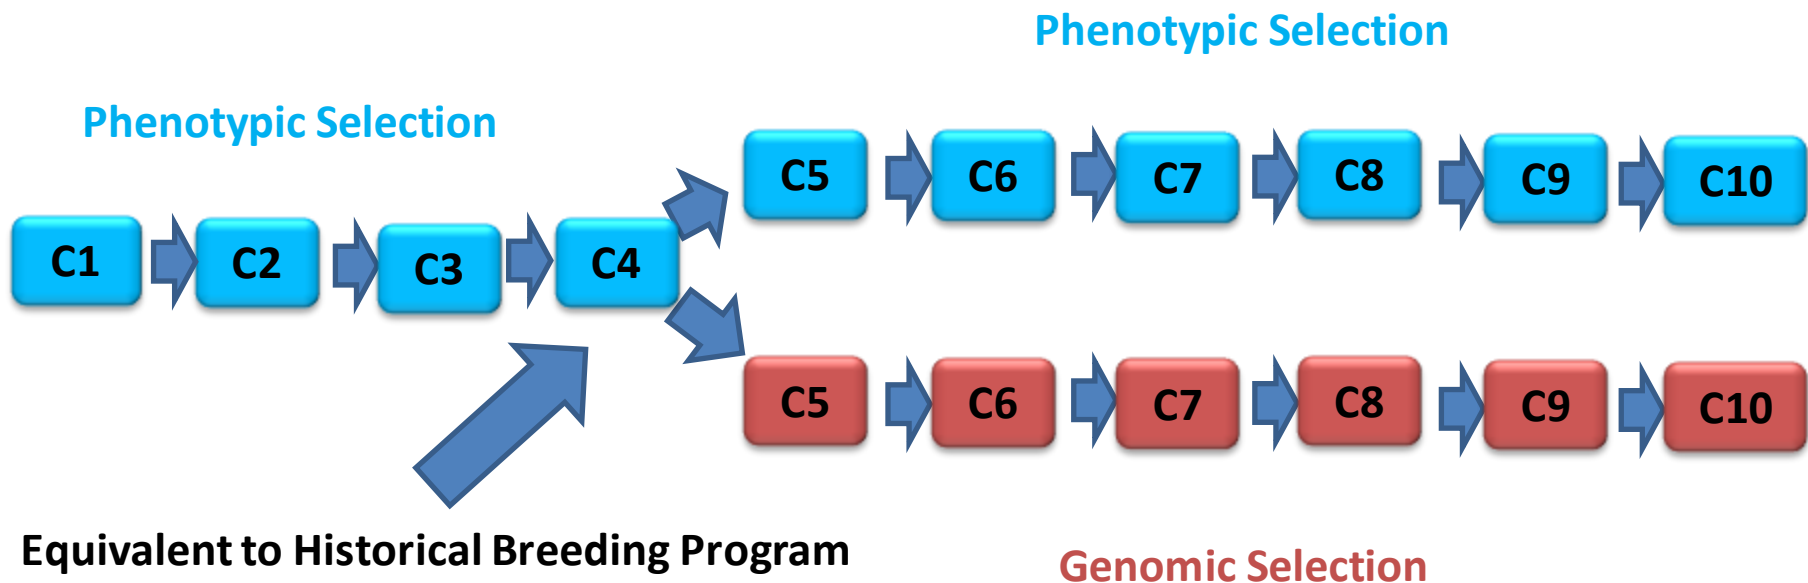 Phenotypic Selection
Phenotypic Selection
C5 C6 C7 C8 C9 C10
C1 C2 C3 C4
C5 C6 C7 C8 C9 C10
Equivalent to Historical Breeding Program
Genomic Selection